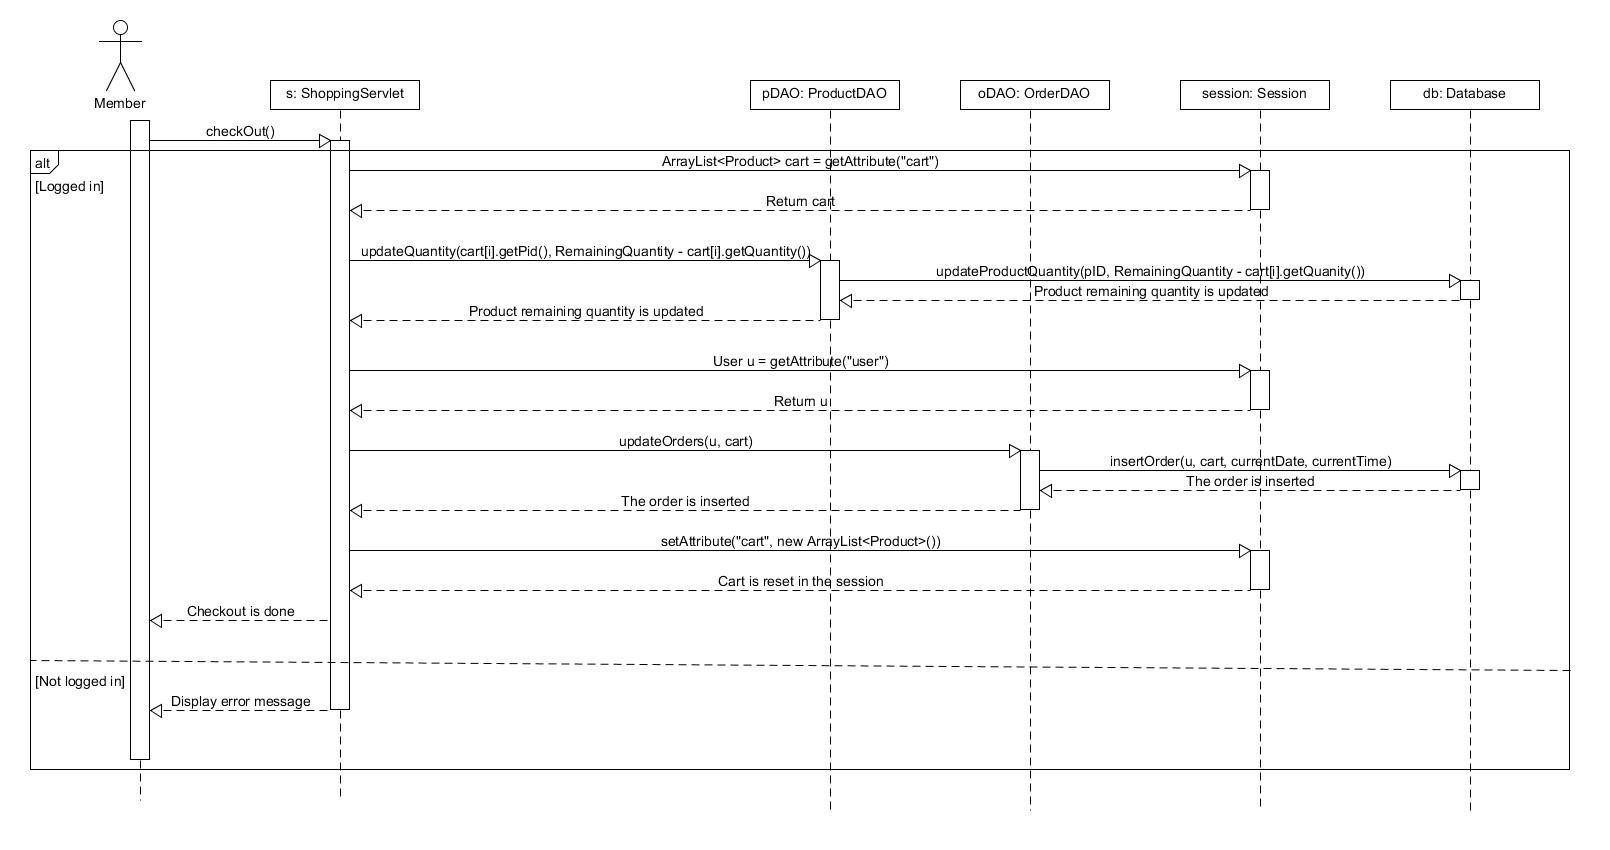 Member
s: ShoppingServlet
pDAO: ProductDAO
oDAO: OrderDAO
session: Session
db: Database
checkOut()
alt
[Logged in]
ArrayList<Product> cart = getAttribute("cart")
Return cart
updateQuantity(cart[i].getPid(), RemainingQuantity - cart[i].getQuantity())
updateProductQuantity(pID, RemainingQuantity - cart[i].getQuanity())
Product remaining quantity is updated
Product remaining quantity is updated
User u = getAttribute("user")
Return u
updateOrders(u, cart)
insertOrder(u, cart, currentDate, currentTime)
The order is inserted
The order is inserted
setAttribute("cart", new ArrayList<Product>())
Cart is reset in the session
Checkout is done
[Not logged in]
Display error message